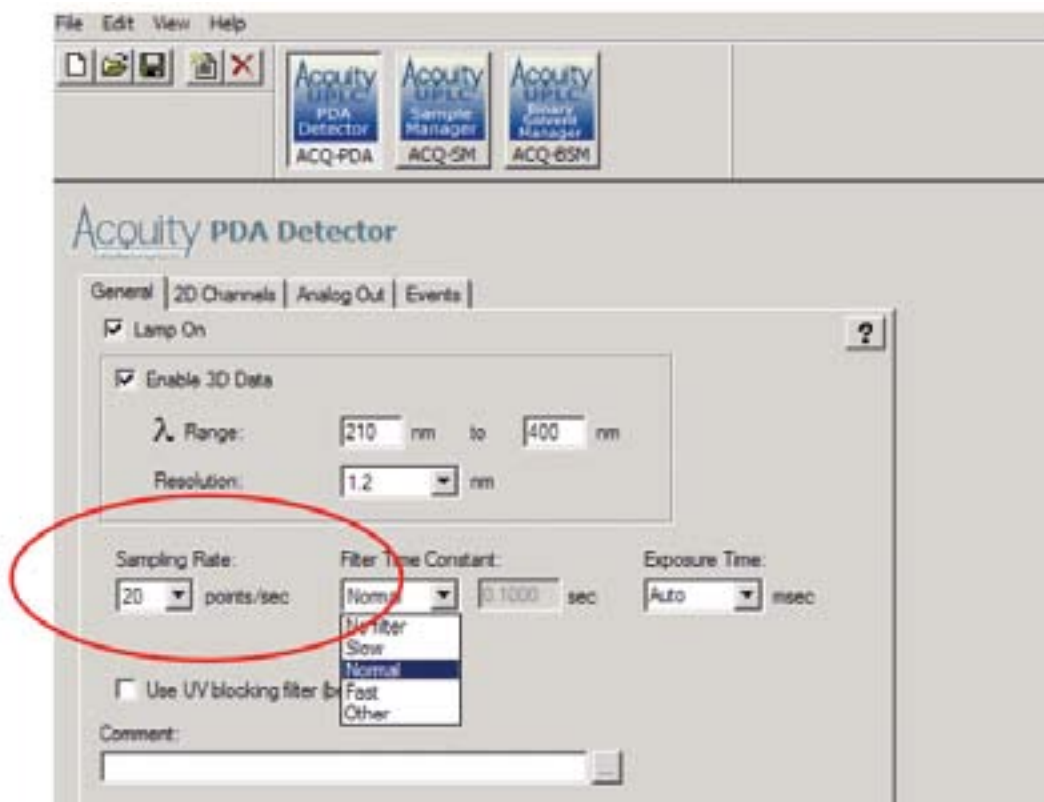 File Edit View Help
Acquity UPLC PDA Detector
ACQ-PDA
Acquity UPLC Sample Manager
ACQ-SM
Acquity UPLC Binary Solvent Manager
ACQ-BSM
Acquity PDA Detector
General 2D Channels Analog Out Events
Lamp On
?
Enable 3D Data
λ Range: 210 nm to 400 nm
Resolution: 1.2 nm
Sampling Rate: Filter Time Constant: Exposure Time:
20 points/sec Normal 0.1000 sec Auto msec
No filter
Slow
Normal
Use UV blocking filter (b
Fast
Other
Comment:
...